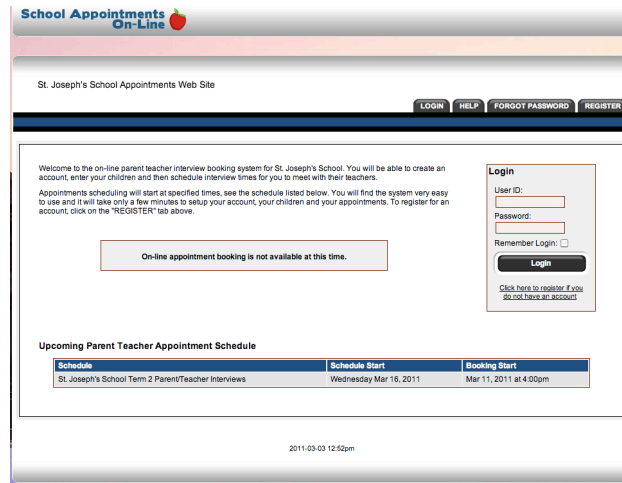 School Appointments
On-Line
St. Joseph's School Appointments Web Site
LOGIN HELP FORGOT PASSWORD REGISTER
Welcome to the on-line parent teacher interview booking system for St. Joseph's School. You will be able to create an
account, enter your children and then schedule interview times for you to meet with their teachers.
Appointments scheduling will start at specified times, see the schedule listed below. You will find the system very easy
to use and it will take only a few minutes to setup your account, your children and your appointments. To register for an
account, click on the "REGISTER" tab above.
On-line appointment booking is not available at this time.
Login
User ID:
Password:
Remember Login:
Login
Click here to register if you
do not have an account
Upcoming Parent Teacher Appointment Schedule
Schedule Schedule Start Booking Start
St. Joseph's School Term 2 Parent/Teacher Interviews Wednesday Mar 16, 2011 Mar 11, 2011 at 4:00pm
2011-03-03 12:52pm